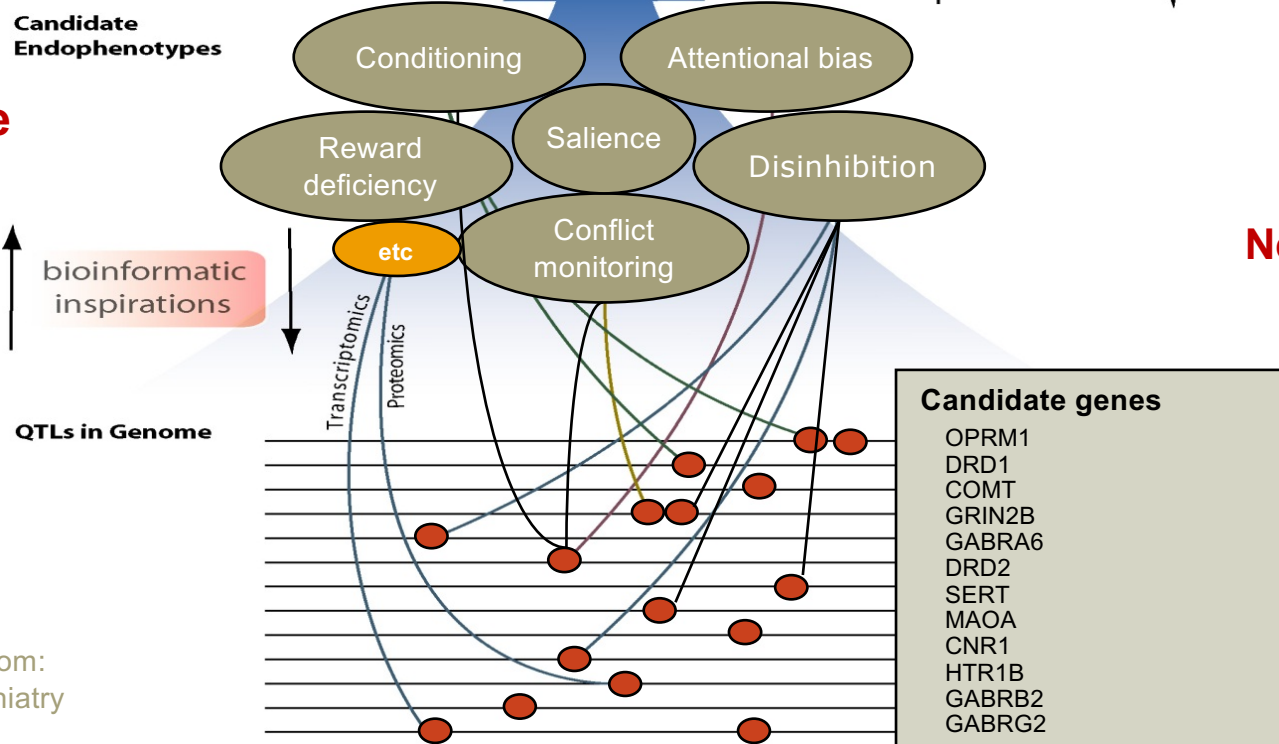 Candidate
Endophenotypes
Conditioning
Attentional bias
Salience
Reward
deficiency
Disinhibition
Conflict
monitoring
etc
bioinformatic
inspirations
Transcriptomics
Proteomics
QTLs in Genome
Candidate genes
OPRM1
DRD1
COMT
GRIN2B
GABRA6
DRD2
SERT
MAOA
CNR1
HTR1B
GABRB2
GABRG2